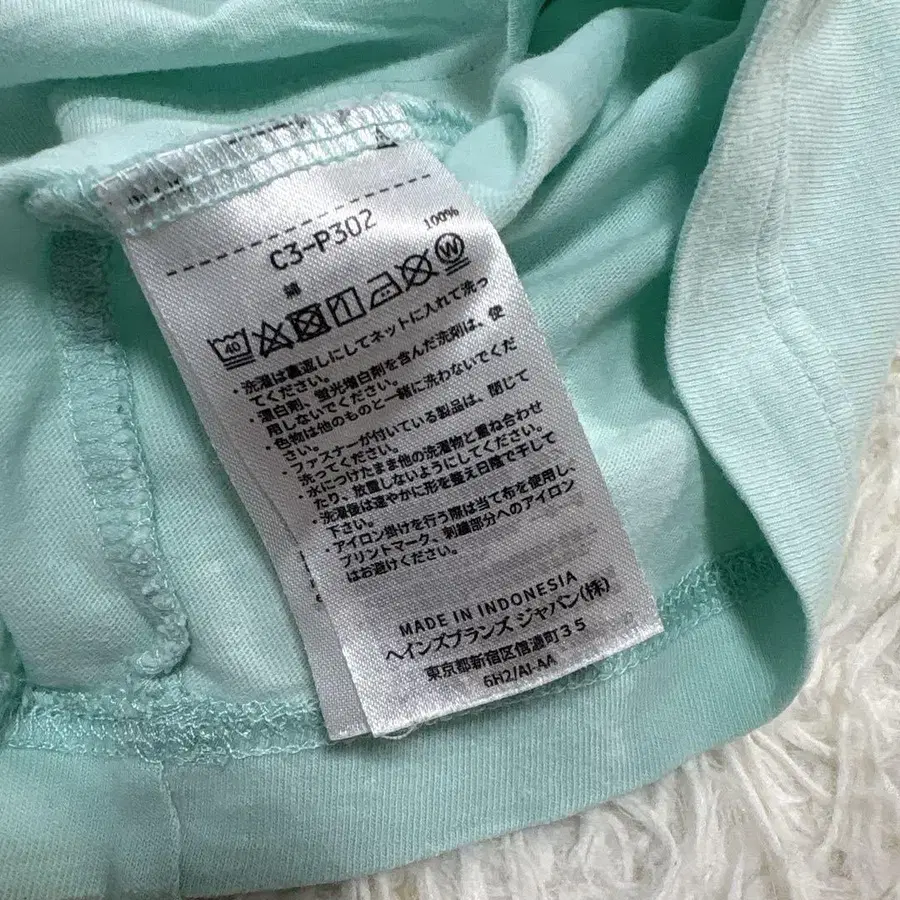 C3-P302
綿 100%
40
W
・洗濯は裏返しにしてネットに入れて洗っ
てください。
・漂白剤、蛍光増白剤を含んだ洗剤は、使
用しないでください。
・色物は他のものと一緒に洗わないでくだ
さい。
・ファスナーが付いている製品は、閉じて
洗ってください。
・水につけたまま他の洗濯物と重ね合わせ
たり、放置しないようにしてください。
・洗濯後は速やかに形を整え日陰で干して
下さい。
・アイロン掛けを行う際は当て布を使用し、
プリントマーク、剥離部分へのアイロン
はお避けください。
MADE IN INDONESIA
ヘインズブランズ ジャパン(株)
東京都新宿区信濃町35
6H2/AI-AA